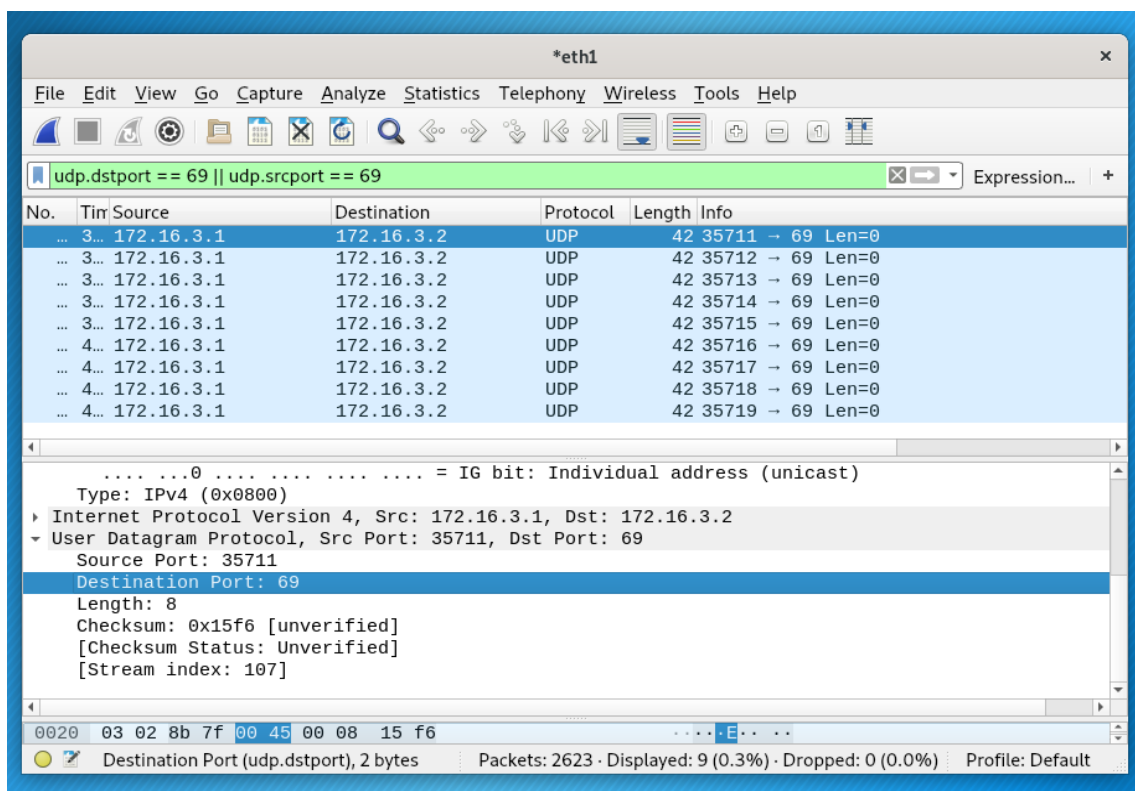 *eth1
File Edit View Go Capture Analyze Statistics Telephony Wireless Tools Help
udp.dstport == 69 || udp.srcport == 69 Expression... +
No. Tim Source Destination Protocol Length Info
... 3... 172.16.3.1 172.16.3.2 UDP 42 35711 → 69 Len=0
... 3... 172.16.3.1 172.16.3.2 UDP 42 35712 → 69 Len=0
... 3... 172.16.3.1 172.16.3.2 UDP 42 35713 → 69 Len=0
... 3... 172.16.3.1 172.16.3.2 UDP 42 35714 → 69 Len=0
... 3... 172.16.3.1 172.16.3.2 UDP 42 35715 → 69 Len=0
... 4... 172.16.3.1 172.16.3.2 UDP 42 35716 → 69 Len=0
... 4... 172.16.3.1 172.16.3.2 UDP 42 35717 → 69 Len=0
... 4... 172.16.3.1 172.16.3.2 UDP 42 35718 → 69 Len=0
... 4... 172.16.3.1 172.16.3.2 UDP 42 35719 → 69 Len=0
.... ...0 .... .... .... .... = IG bit: Individual address (unicast)
Type: IPv4 (0x0800)
Internet Protocol Version 4, Src: 172.16.3.1, Dst: 172.16.3.2
User Datagram Protocol, Src Port: 35711, Dst Port: 69
Source Port: 35711
Destination Port: 69
Length: 8
Checksum: 0x15f6 [unverified]
[Checksum Status: Unverified]
[Stream index: 107]
0020 03 02 8b 7f 00 45 00 08 15 f6 ·····E·· ··
Destination Port (udp.dstport), 2 bytes Packets: 2623 · Displayed: 9 (0.3%) · Dropped: 0 (0.0%) Profile: Default